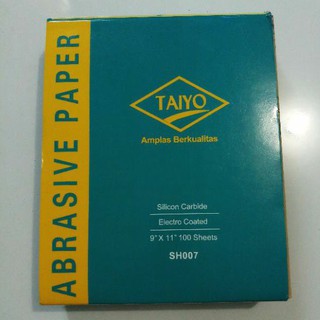 ABRASIVE PAPER
TAIYO
Amplas Berkualitas
Silicon Carbide
Electro Coated
9" X 11" 100 Sheets
SH007